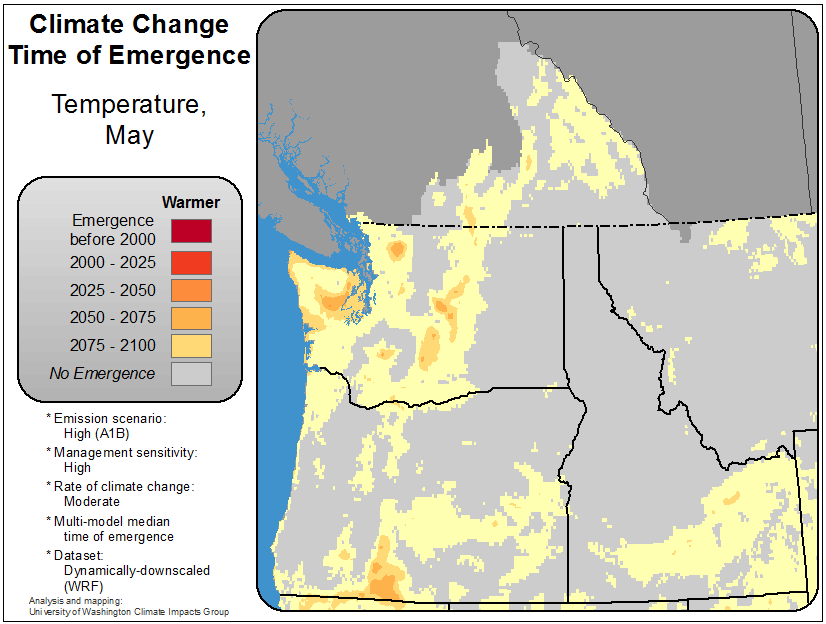 Climate Change
Time of Emergence
Temperature,
May
Warmer
Emergence
before 2000
2000 - 2025
2025 - 2050
2050 - 2075
2075 - 2100
No Emergence
* Emission scenario:
High (A1B)
* Management sensitivity:
High
* Rate of climate change:
Moderate
* Multi-model median
time of emergence
* Dataset:
Dynamically-downscaled
(WRF)
Analysis and mapping:
University of Washington Climate Impacts Group